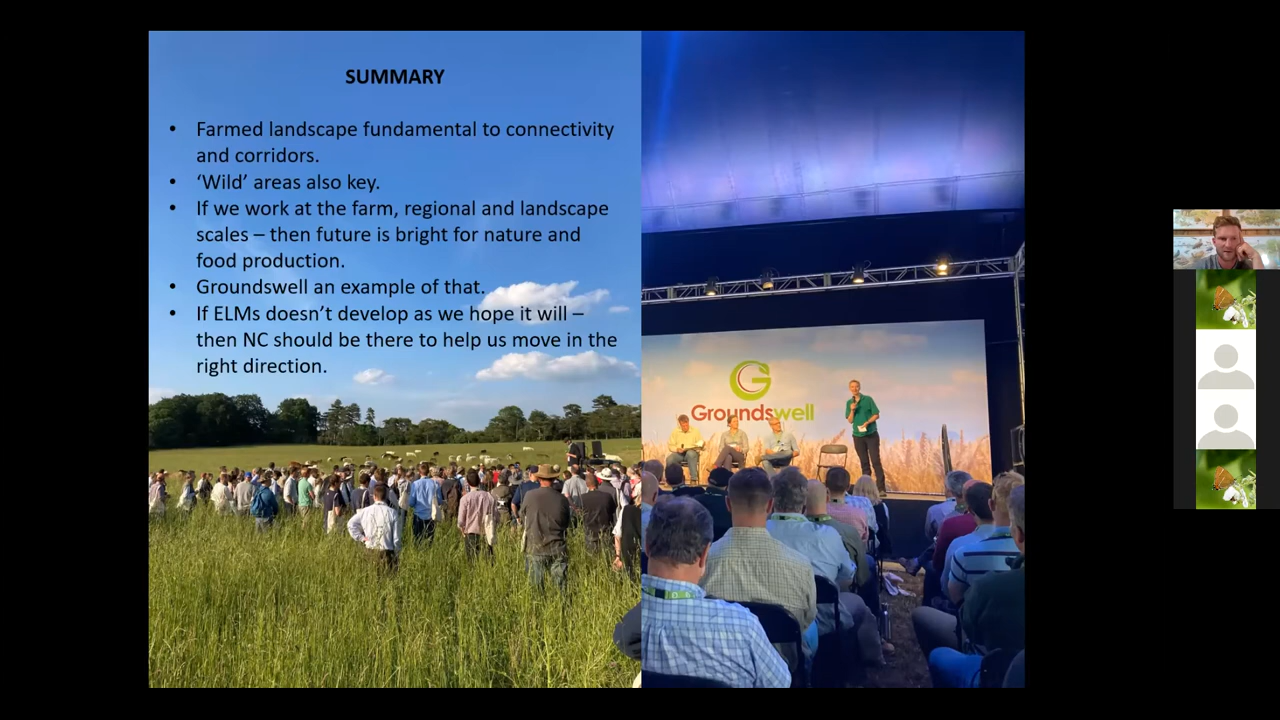 SUMMARY
• Farmed landscape fundamental to connectivity
and corridors.
• ‘Wild’ areas also key.
• If we work at the farm, regional and landscape
scales – then future is bright for nature and
food production.
• Groundswell an example of that.
• If ELMs doesn’t develop as we hope it will –
then NC should be there to help us move in the
right direction.
G
Groundswell